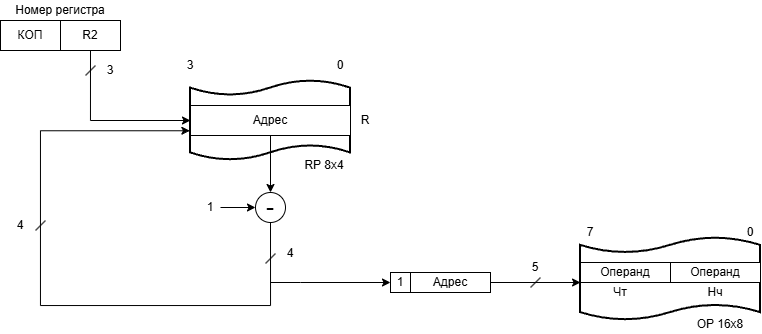 Номер регистра
КОП R2
3
3 0
Адрес R
RP 8x4
1 -
4
4
1 Адрес
5
7 0
Операнд Операнд
Чт Нч
OP 16x8